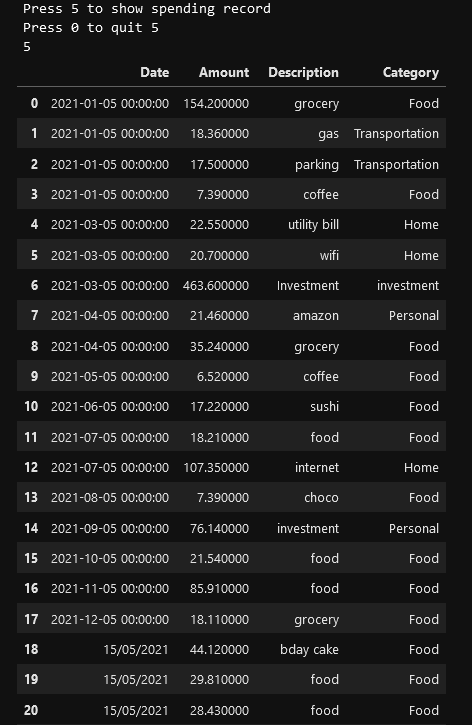 Press 5 to show spending record
Press 0 to quit 5
5
Date Amount Description Category
0 2021-01-05 00:00:00 154.200000 grocery Food
1 2021-01-05 00:00:00 18.360000 gas Transportation
2 2021-01-05 00:00:00 17.500000 parking Transportation
3 2021-01-05 00:00:00 7.390000 coffee Food
4 2021-03-05 00:00:00 22.550000 utility bill Home
5 2021-03-05 00:00:00 20.700000 wifi Home
6 2021-03-05 00:00:00 463.600000 Investment investment
7 2021-04-05 00:00:00 21.460000 amazon Personal
8 2021-04-05 00:00:00 35.240000 grocery Food
9 2021-05-05 00:00:00 6.520000 coffee Food
10 2021-06-05 00:00:00 17.220000 sushi Food
11 2021-07-05 00:00:00 18.210000 food Food
12 2021-07-05 00:00:00 107.350000 internet Home
13 2021-08-05 00:00:00 7.390000 choco Food
14 2021-09-05 00:00:00 76.140000 investment Personal
15 2021-10-05 00:00:00 21.540000 food Food
16 2021-11-05 00:00:00 85.910000 food Food
17 2021-12-05 00:00:00 18.110000 grocery Food
18 15/05/2021 44.120000 bday cake Food
19 15/05/2021 29.810000 food Food
20 15/05/2021 28.430000 food Food